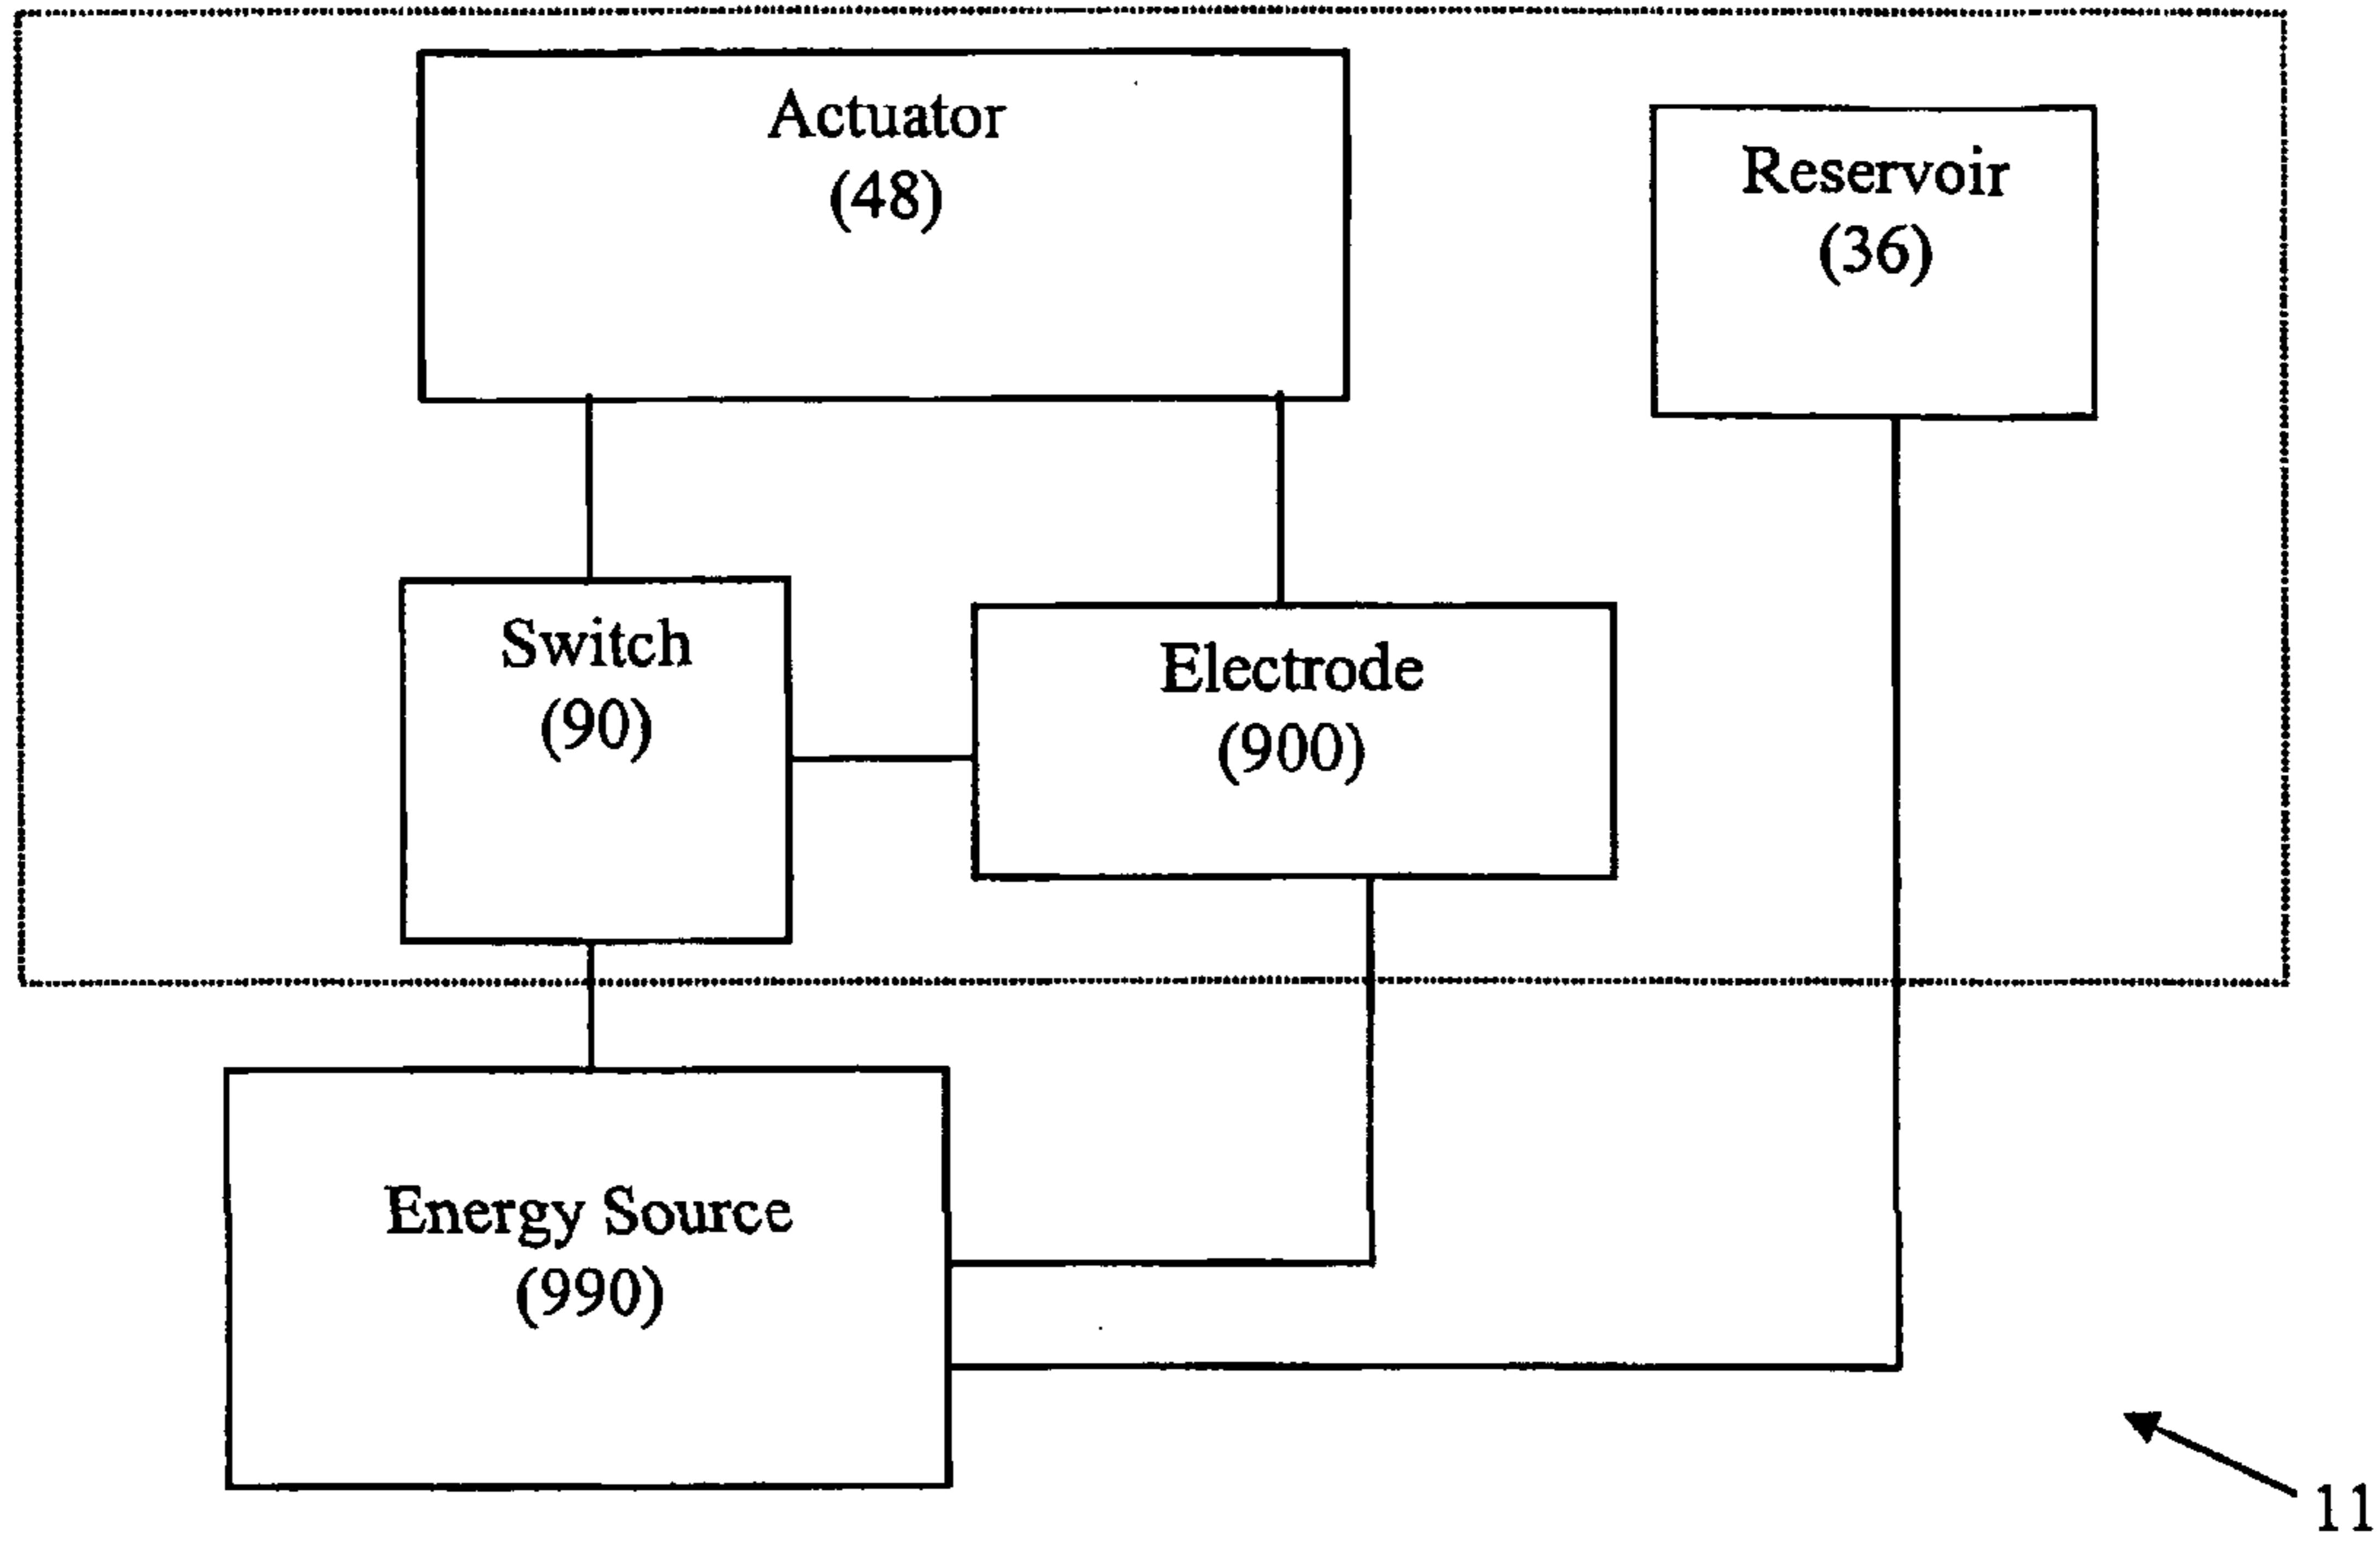 Actuator
(48)
Reservoir
(36)
Switch
(90)
Electrode
(900)
Energy Source
(990)
11